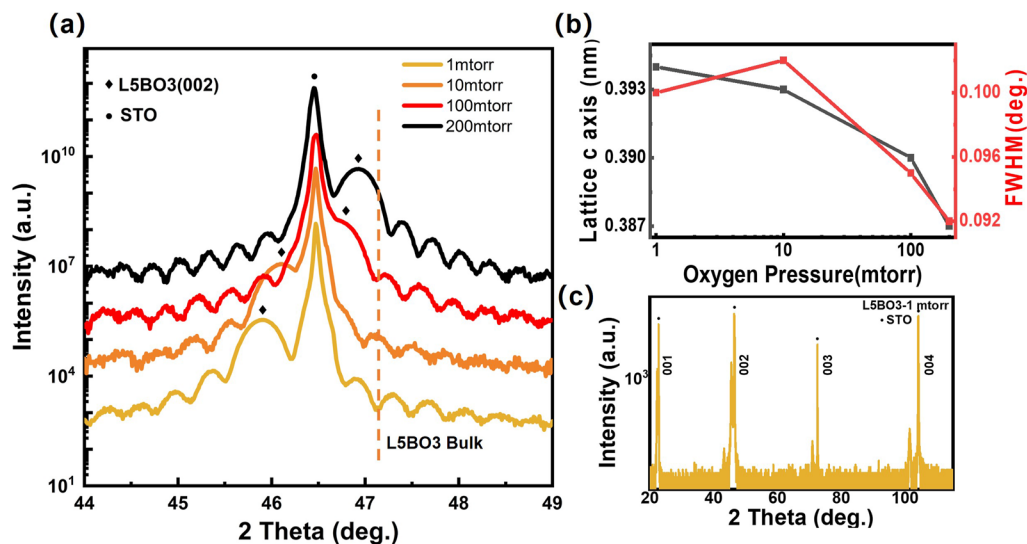 (a)
L5BO3(002)
STO
1mtorr
10mtorr
100mtorr
200mtorr
L5BO3 Bulk
Intensity (a.u.)
10^10
10^7
10^4
10^1
44 45 46 47 48 49
2 Theta (deg.)
(b)
Lattice c axis (nm)
0.393
0.390
0.387
FWHM(deg.)
0.100
0.096
0.092
1 10 100
Oxygen Pressure(mtorr)
(c)
L5BO3-1 mtorr
STO
001
002
003
004
Intensity (a.u.)
10^3
20 40 60 80 100
2 Theta (deg.)